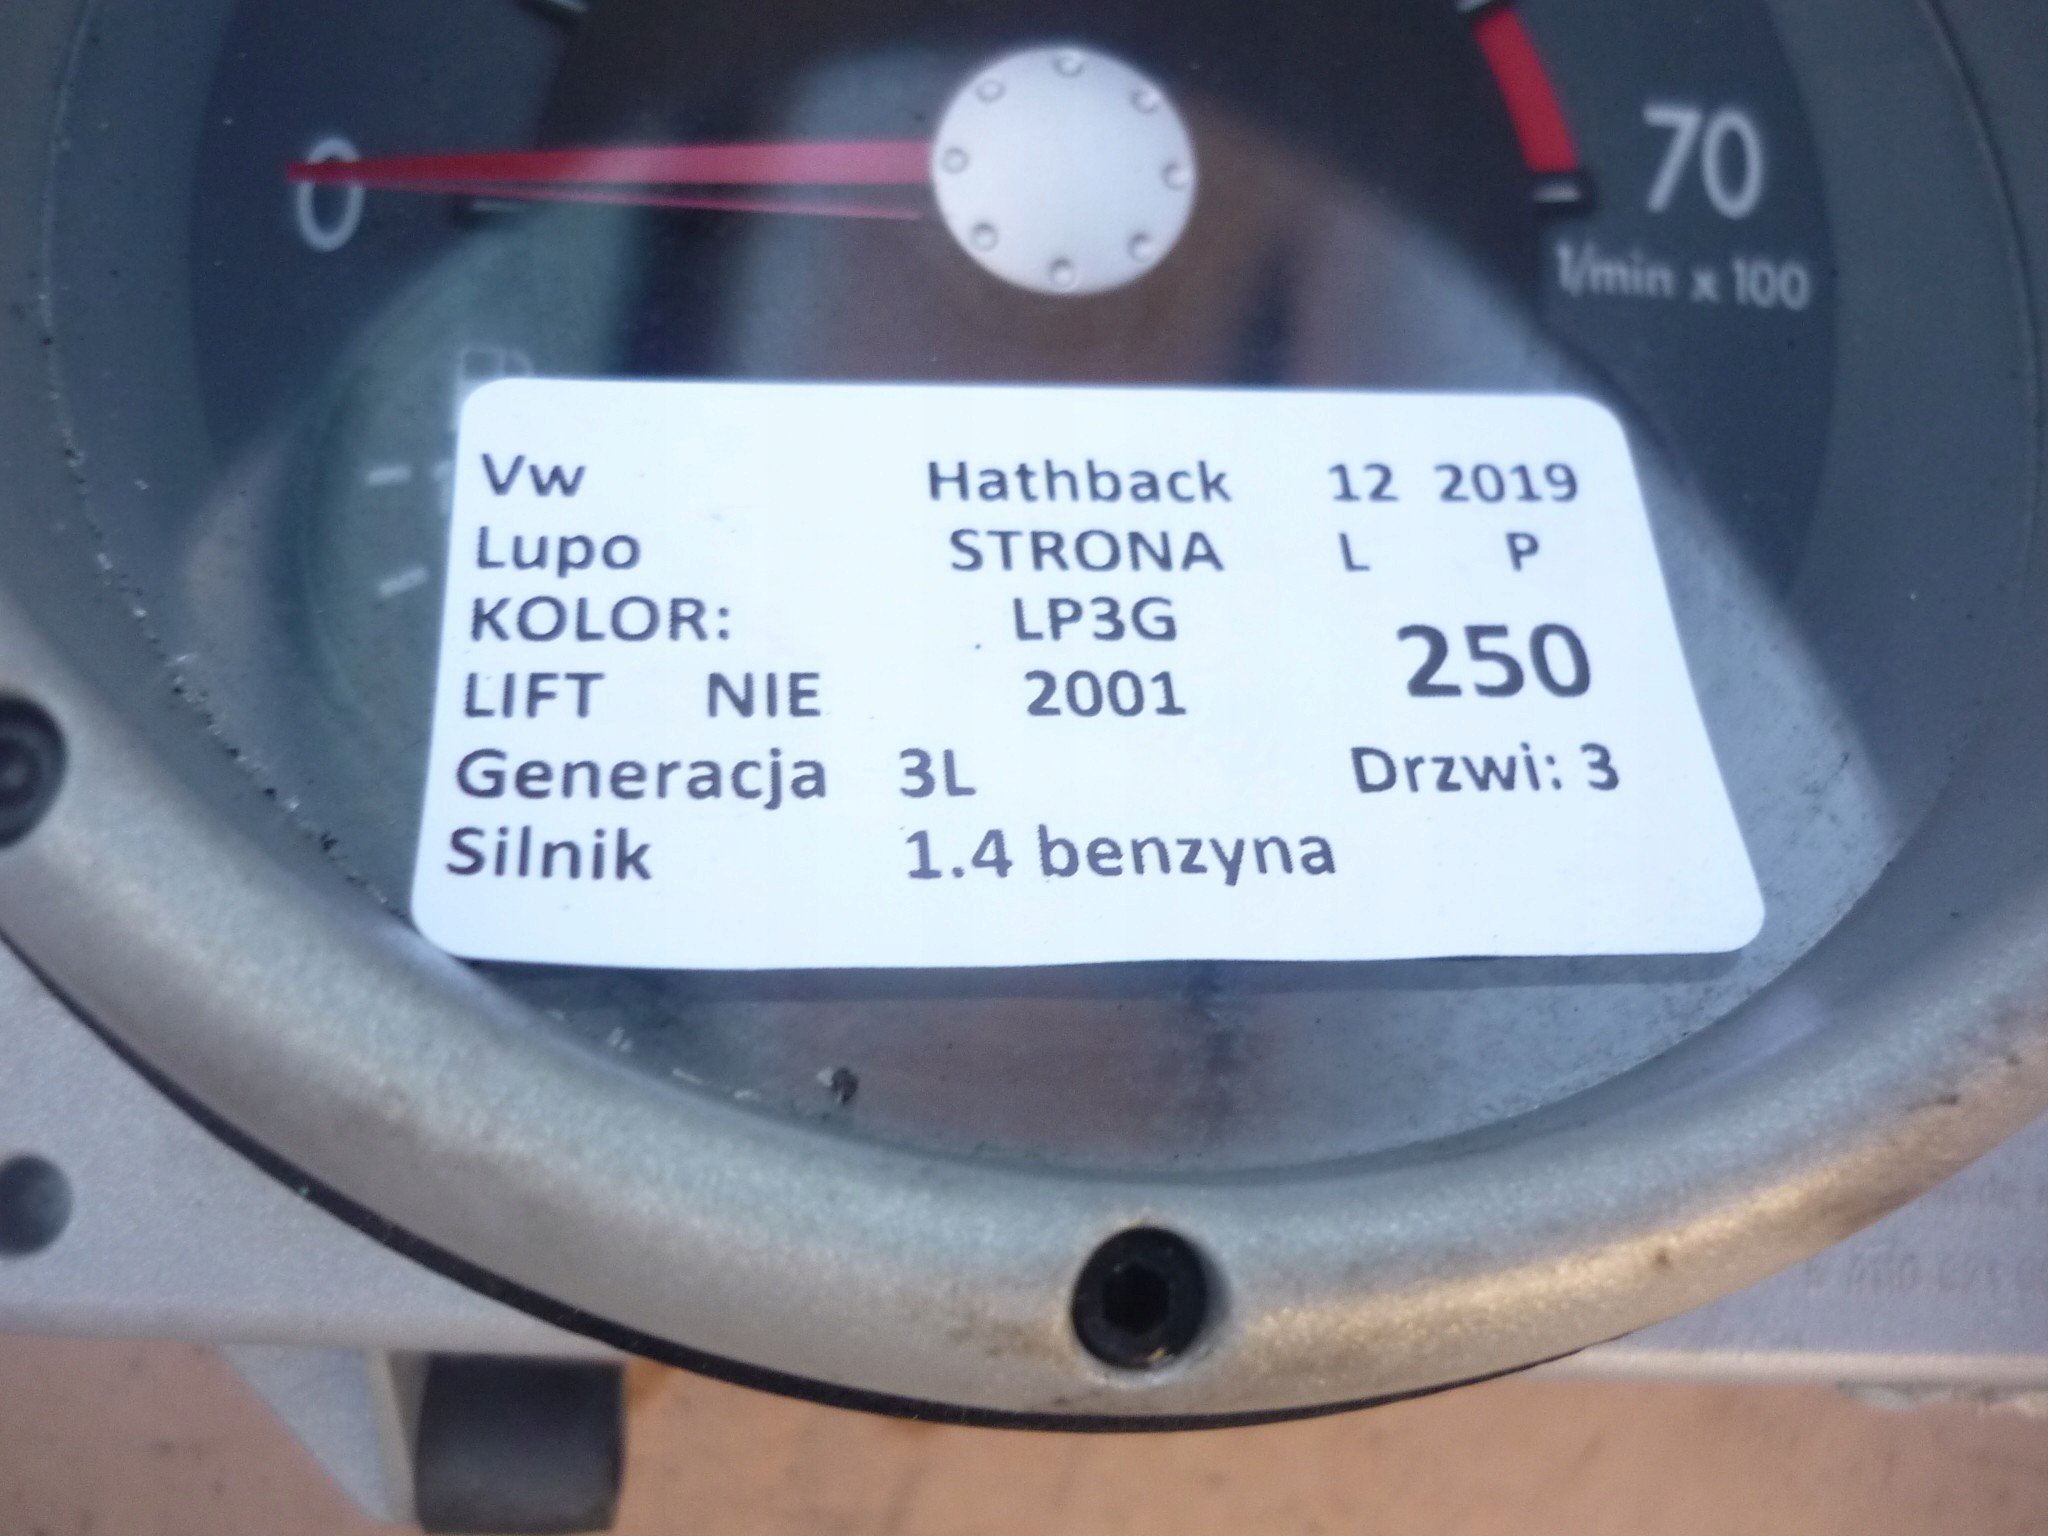 0
70
1/min x 100
Vw Hathback 12 2019
Lupo STRONA L P
KOLOR: LP3G
250
LIFT NIE 2001
Generacja 3L Drzwi: 3
Silnik 1.4 benzyna